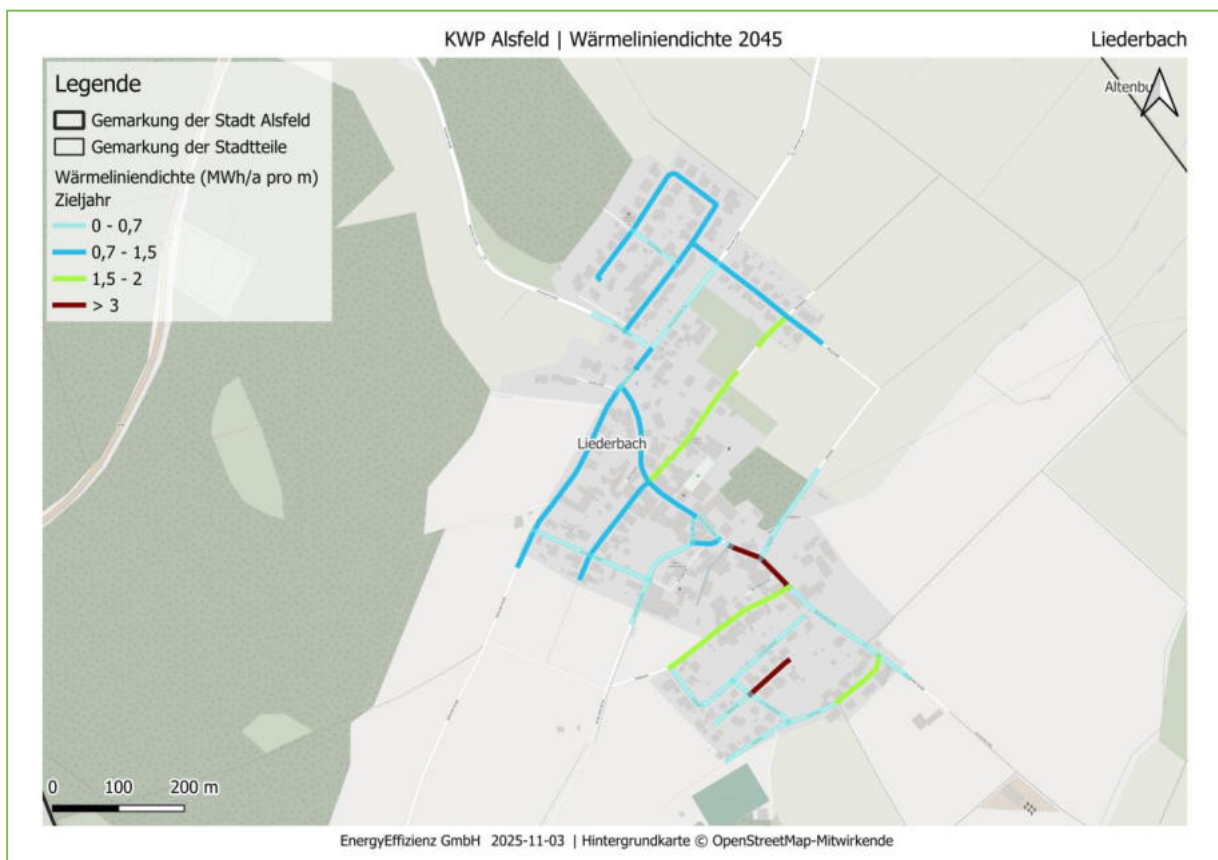 KWP Alsfeld | Wärmeliniendichte 2045
Liederbach
Legende
Gemarkung der Stadt Alsfeld
Gemarkung der Stadtteile
Wärmeliniendichte (MWh/a pro m)
Zieljahr
0 - 0,7
0,7 - 1,5
1,5 - 2
> 3
Liederbach
0 100 200 m
EnergyEffizienz GmbH 2025-11-03 | Hintergrundkarte © OpenStreetMap-Mitwirkende